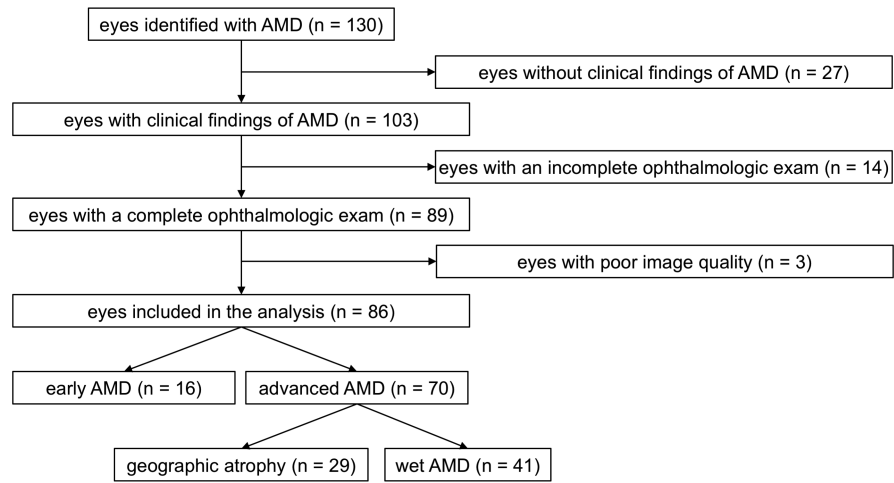 eyes identified with AMD (n = 130)
eyes without clinical findings of AMD (n = 27)
eyes with clinical findings of AMD (n = 103)
eyes with an incomplete ophthalmologic exam (n = 14)
eyes with a complete ophthalmologic exam (n = 89)
eyes with poor image quality (n = 3)
eyes included in the analysis (n = 86)
early AMD (n = 16)
advanced AMD (n = 70)
geographic atrophy (n = 29)
wet AMD (n = 41)